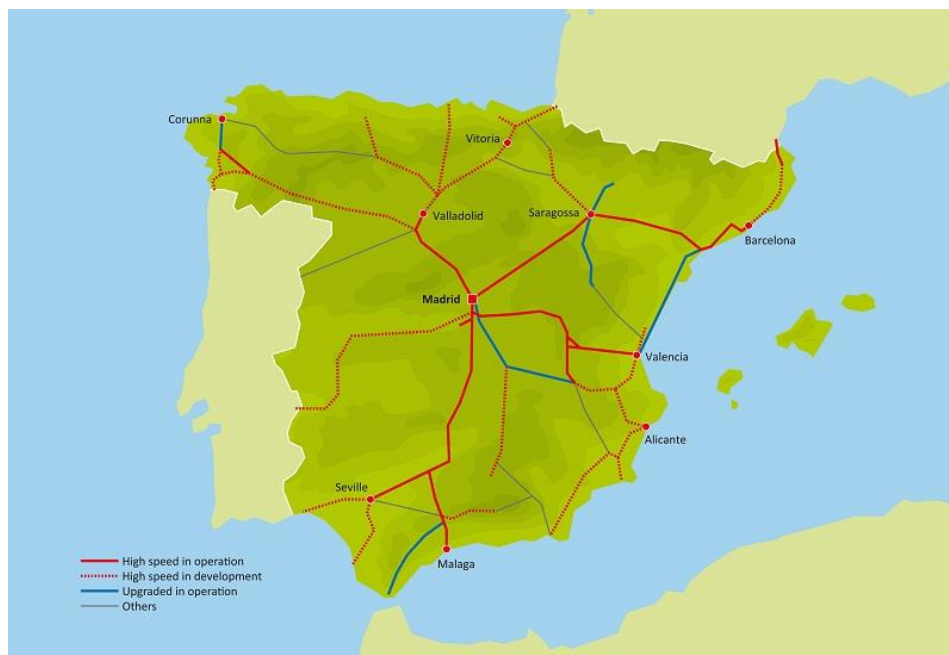 Corunna
Vitoria
Valladolid
Saragossa
Barcelona
Madrid
Valencia
Alicante
Seville
Malaga
High speed in operation
High speed in development
Upgraded in operation
Others